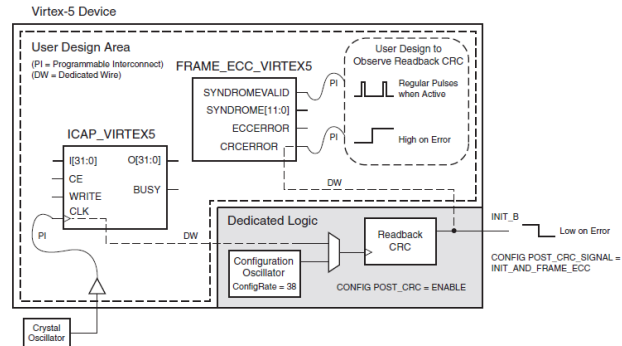 Virtex-5 Device
User Design Area
(PI = Programmable Interconnect)
(DW = Dedicated Wire)
FRAME_ECC_VIRTEX5
SYNDROMEVALID
SYNDROME[11:0]
ECCERROR
CRCERROR
PI
PI
User Design to
Observe Readback CRC
Regular Pulses
when Active
High on Error
ICAP_VIRTEX5
I[31:0]
O[31:0]
CE
WRITE
BUSY
CLK
PI
DW
DW
Dedicated Logic
Configuration
Oscillator
ConfigRate = 38
Readback
CRC
CONFIG POST_CRC = ENABLE
INIT_B
Low on Error
CONFIG POST_CRC_SIGNAL =
INIT_AND_FRAME_ECC
Crystal
Oscillator